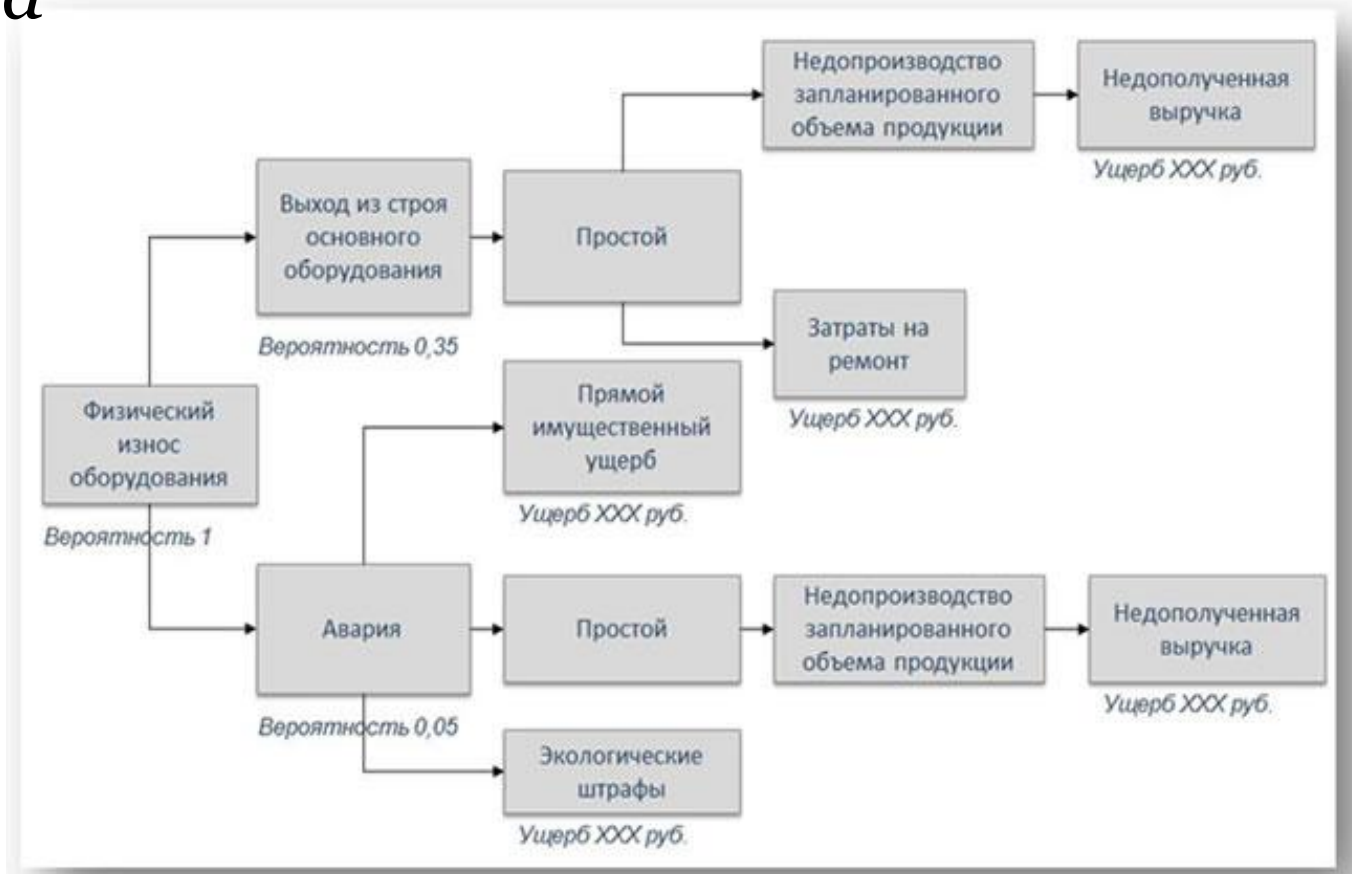 а
Недопроизводство
запланированного
объема продукции
Недополученная
выручка
Ущерб XXX руб.
Выход из строя
основного
оборудования
Простой
Вероятность 0,35
Затраты на
ремонт
Ущерб XXX руб.
Физический
износ
оборудования
Вероятность 1
Прямой
имущественный
ущерб
Ущерб XXX руб.
Авария
Простой
Недопроизводство
запланированного
объема продукции
Недополученная
выручка
Ущерб XXX руб.
Вероятность 0,05
Экологические
штрафы
Ущерб XXX руб.